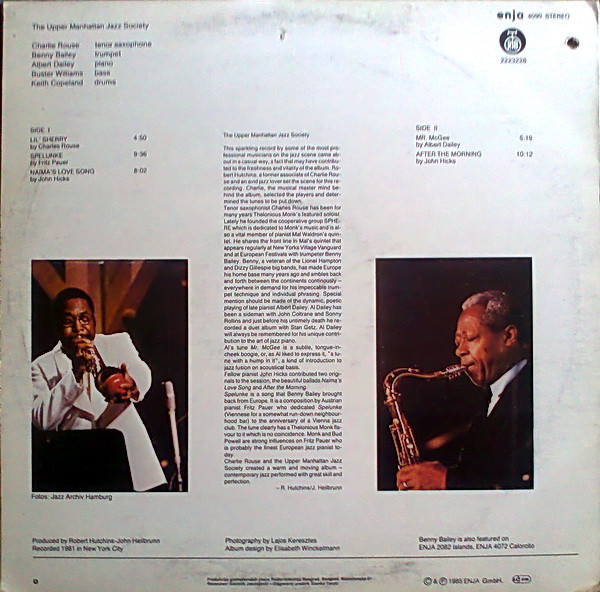 The Upper Manhattan Jazz Society
enja 4090 STEREO
Charlie Rouse tenor saxophone
Benny Bailey trumpet
Albert Dailey piano
Buster Williams bass
Keith Copeland drums
2223238
SIDE I
LIL' SHERRY 4:50
by Charles Rouse
SPELUNKE 9:36
by Fritz Pauer
NAIMA'S LOVE SONG 8:02
by John Hicks
The Upper Manhattan Jazz Society
This sparkling record by some of the most pro-
fessional musicians on the jazz scene came ab-
out in a casual way, a fact that may have contribu-
ted to the freshness and vitality of the album. Ro-
bert Hutchins, a former associate of Charlie Rou-
se and an avid jazz lover set the scene for this re-
cording. Charlie, the musical master mind be-
hind the album, selected the players and deter-
mined the tunes to be put down.
Tenor saxophonist Charles Rouse has been for
many years Thelonious Monk's featured soloist.
Lately he founded the cooperative group SPHE-
RE which is dedicated to Monk's music and is al-
so a vital member of pianist Mal Waldron's quin-
tet. He shares the front line in Mal's quintet that
appears regularly at New Yorks Village Vanguard
and at European Festivals with trumpeter Benny
Bailey. Benny, a veteran of the Lionel Hampton
and Dizzy Gillespie big bands, has made Europe
his home base many years ago and ambles back
and forth between the continents continously –
everywhere in demand for his impeccable trum-
pet technique and individual phrasing. Special
mention should be made of the dynamic, poetic
playing of late pianist Albert Dailey. Al Dailey has
been a sideman with John Coltrane and Sonny
Rollins and just before his untimely death he re-
corded a duet album with Stan Getz. Al Dailey
will always be remembered for his unique contri-
bution to the art of jazz piano.
Al's tune Mr. McGee is a subtle, tongue-in-
cheek boogie, or, as Al liked to express it, "a tu-
ne with a hump in it", a kind of introduction to
jazz fusion on acoustical basis.
Fellow pianist John Hicks contributed two origi-
nals to the session, the beautiful ballads Naima's
Love Song and After the Morning.
Spelunke is a song that Benny Bailey brought
back from Europe. It is a composition by Austrian
pianist Fritz Pauer who dedicated Spelunke
(Viennese for a somewhat run-down neighbour-
hood bar) to the anniversary of a Vienna jazz
club. The tune clearly has a Thelonious Monk fla-
vour to it which is no coincidence. Monk and Bud
Powell are strong influences on Fritz Pauer who
is probably the finest European jazz pianist to-
day.
Charlie Rouse and the Upper Manhattan Jazz
Society created a warm and moving album –
contemporary jazz performed with great skill and
perfection.
– R. Hutchins/J. Heilbrunn
SIDE II
MR. McGee 5:19
by Albert Dailey
AFTER THE MORNING 10:12
by John Hicks
Fotos: Jazz Archiv Hamburg
Produced by Robert Hutchins-John Heilbrunn
Recorded 1981 in New York City
Photography by Lajos Keresztes
Album design by Elisabeth Winckelmann
Benny Bailey is also featured on
ENJA 2082 Islands, ENJA 4072 Calorollo
© & ℗ 1985 ENJA GmbH.